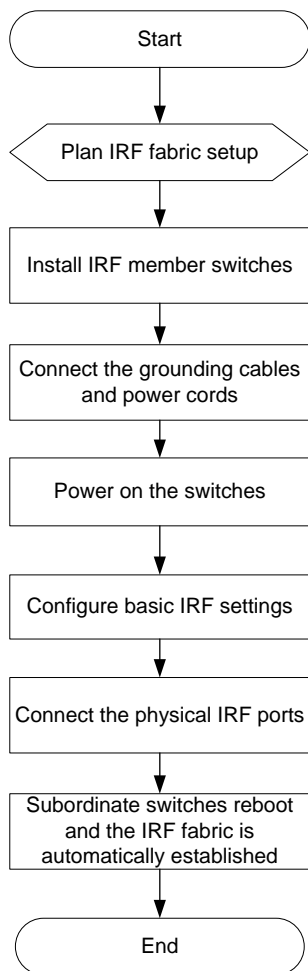 Start
Plan IRF fabric setup
Install IRF member switches
Connect the grounding cables
and power cords
Power on the switches
Configure basic IRF settings
Connect the physical IRF ports
Subordinate switches reboot
and the IRF fabric is
automatically established
End